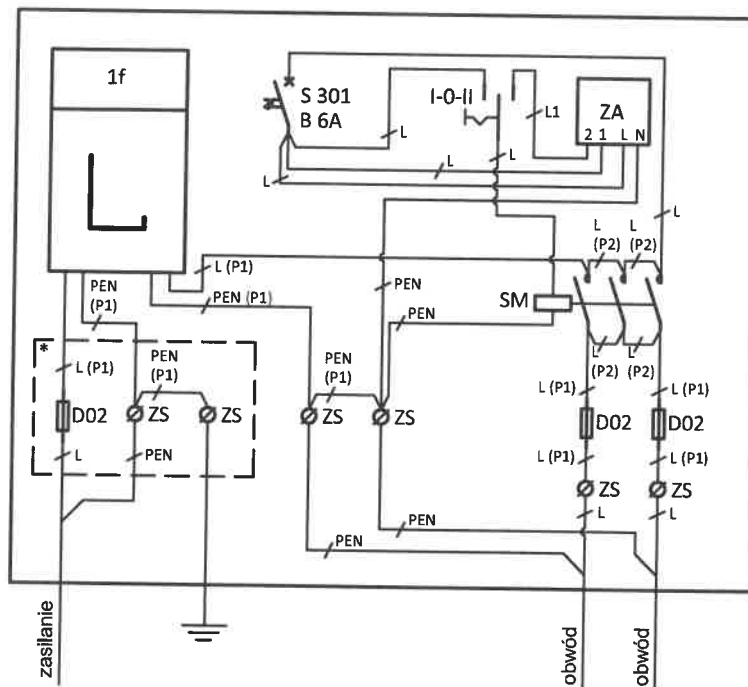 1f
S 301
B 6A
I-0-II
L1
ZA
2 1 L N
L
L
L
L
L
L
(P2)
L
(P2)
L (P1)
PEN
(P1)
PEN (P1)
PEN
SM
PEN
*
L (P1)
PEN
(P1)
PEN
(P1)
L
(P2)
L
(P2)
L (P1)
L (P1)
D02
ZS
ZS
ZS
ZS
D02
D02
L
PEN
L (P1)
L (P1)
ZS
ZS
L
L
PEN
PEN
zasilanie
obwód
obwód